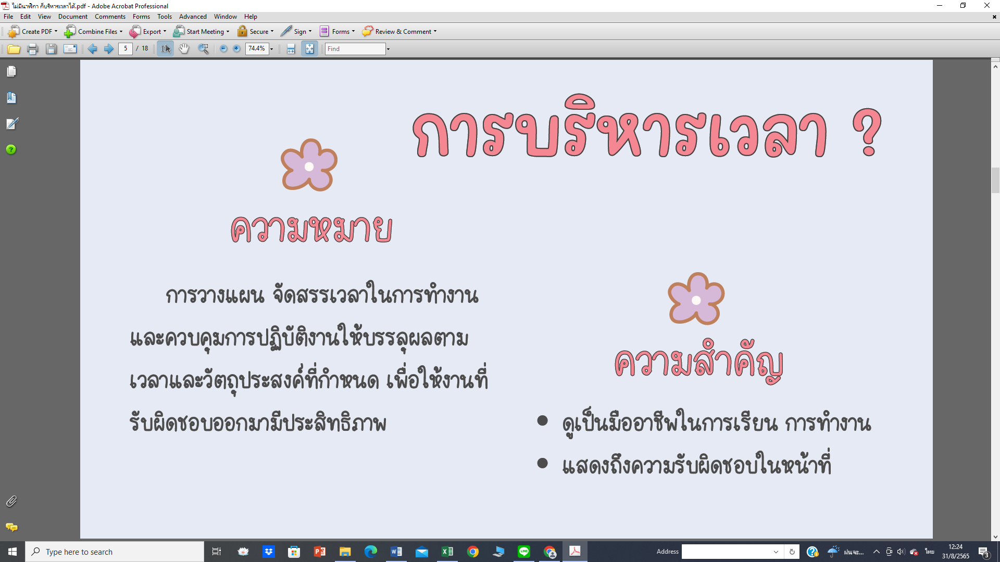 ไม่มีนาฬิกา ก็บริหารเวลาได้.pdf - Adobe Acrobat Professional
File Edit View Document Comments Forms Tools Advanced Window Help
Create PDF Combine Files Export Start Meeting Secure Sign Forms Review & Comment
5 / 18 74.4% Find
การบริหารเวลา ?
ความหมาย
การวางแผน จัดสรรเวลาในการทำงาน
และควบคุมการปฏิบัติงานให้บรรลุผลตาม
เวลาและวัตถุประสงค์ที่กำหนด เพื่อให้งานที่
รับผิดชอบออกมามีประสิทธิภาพ
ความสำคัญ
• ดูเป็นมืออาชีพในการเรียน การทำงาน
• แสดงถึงความรับผิดชอบในหน้าที่
Type here to search
Address
ฝนจะ...
ไทย
12:24
31/8/2565
3
LINE